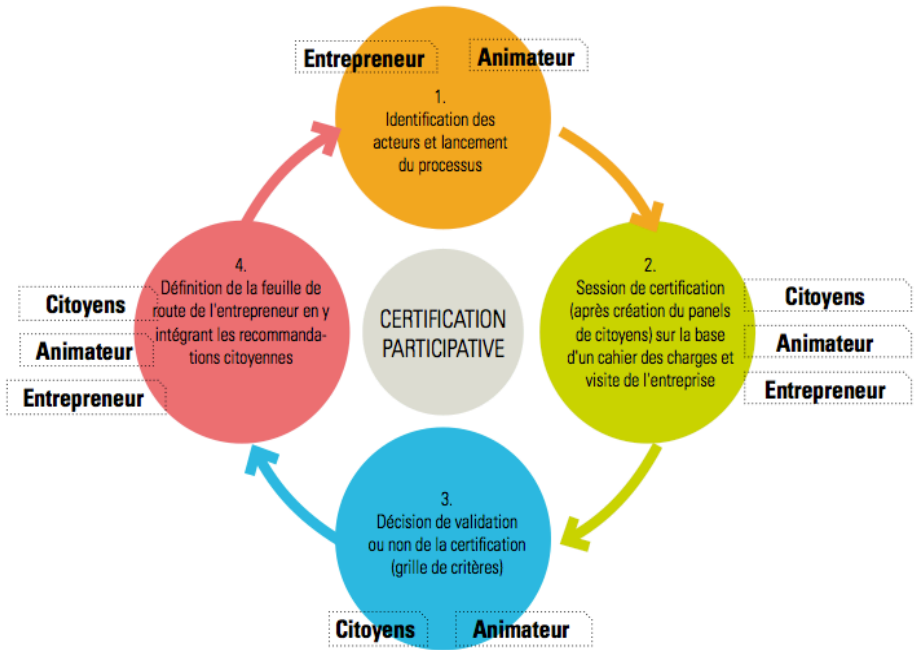 Entrepreneur
Animateur
1.
Identification des
acteurs et lancement
du processus
2.
Session de certification
(après création du panels
de citoyens) sur la base
d'un cahier des charges et
visite de l'entreprise
Citoyens
Animateur
Entrepreneur
3.
Décision de validation
ou non de la certification
(grille de critères)
Citoyens
Animateur
4.
Définition de la feuille de
route de l'entrepreneur en y
intégrant les recommanda-
tions citoyennes
Citoyens
Animateur
Entrepreneur
CERTIFICATION
PARTICIPATIVE